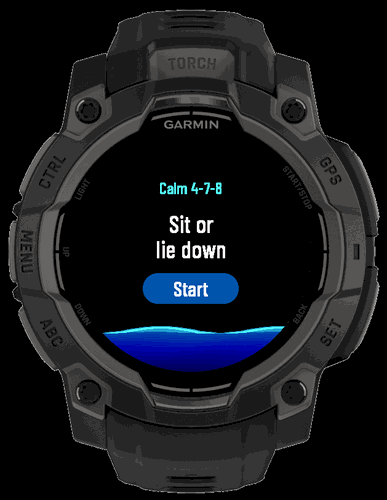 TORCH
GARMIN
CTRL
GPS
LIGHT
START/STOP
Calm 4-7-8
Sit or
lie down
MENU
UP
Start
DOWN
BACK
ABC
SET